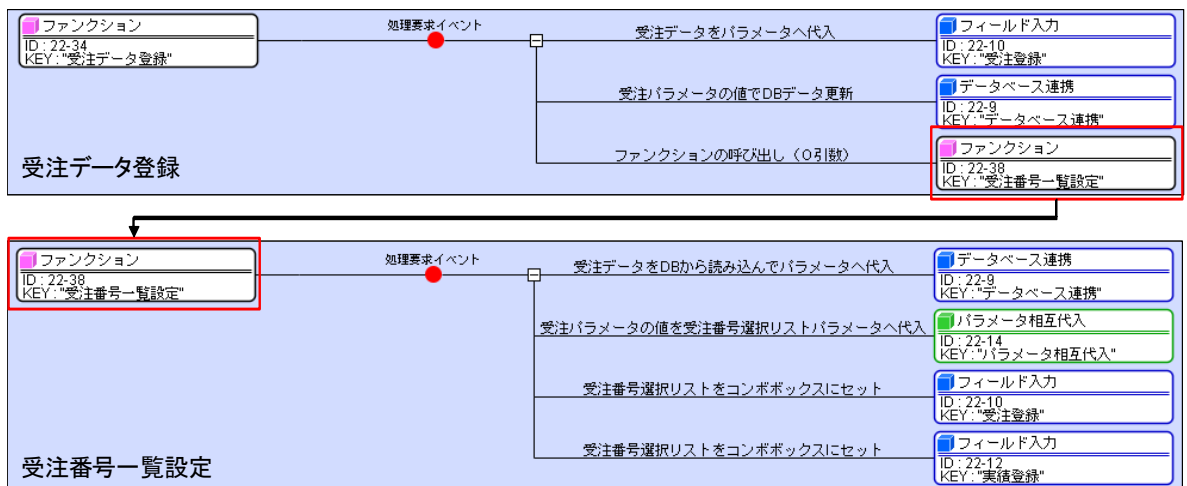 ファンクション
ID : 22-34
KEY : "受注データ登録"
処理要求イベント
受注データをパラメータへ代入
フィールド入力
ID : 22-10
KEY : "受注登録"
受注パラメータの値でDBデータ更新
データベース連携
ID : 22-9
KEY : "データベース連携"
ファンクションの呼び出し（0引数）
ファンクション
ID : 22-38
KEY : "受注番号一覧設定"
受注データ登録
ファンクション
ID : 22-38
KEY : "受注番号一覧設定"
処理要求イベント
受注データをDBから読み込んでパラメータへ代入
データベース連携
ID : 22-9
KEY : "データベース連携"
受注パラメータの値を受注番号選択リストパラメータへ代入
パラメータ相互代入
ID : 22-14
KEY : "パラメータ相互代入"
受注番号選択リストをコンボボックスにセット
フィールド入力
ID : 22-10
KEY : "受注登録"
受注番号選択リストをコンボボックスにセット
フィールド入力
ID : 22-12
KEY : "実績登録"
受注番号一覧設定